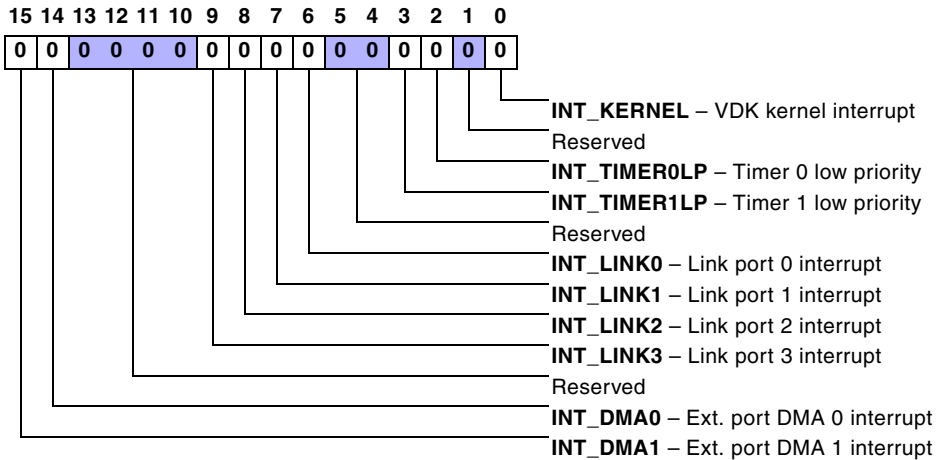 15 14 13 12 11 10 9 8 7 6 5 4 3 2 1 0
0 0 0 0 0 0 0 0 0 0 0 0 0 0 0 0
INT_KERNEL – VDK kernel interrupt
Reserved
INT_TIMER0LP – Timer 0 low priority
INT_TIMER1LP – Timer 1 low priority
Reserved
INT_LINK0 – Link port 0 interrupt
INT_LINK1 – Link port 1 interrupt
INT_LINK2 – Link port 2 interrupt
INT_LINK3 – Link port 3 interrupt
Reserved
INT_DMA0 – Ext. port DMA 0 interrupt
INT_DMA1 – Ext. port DMA 1 interrupt